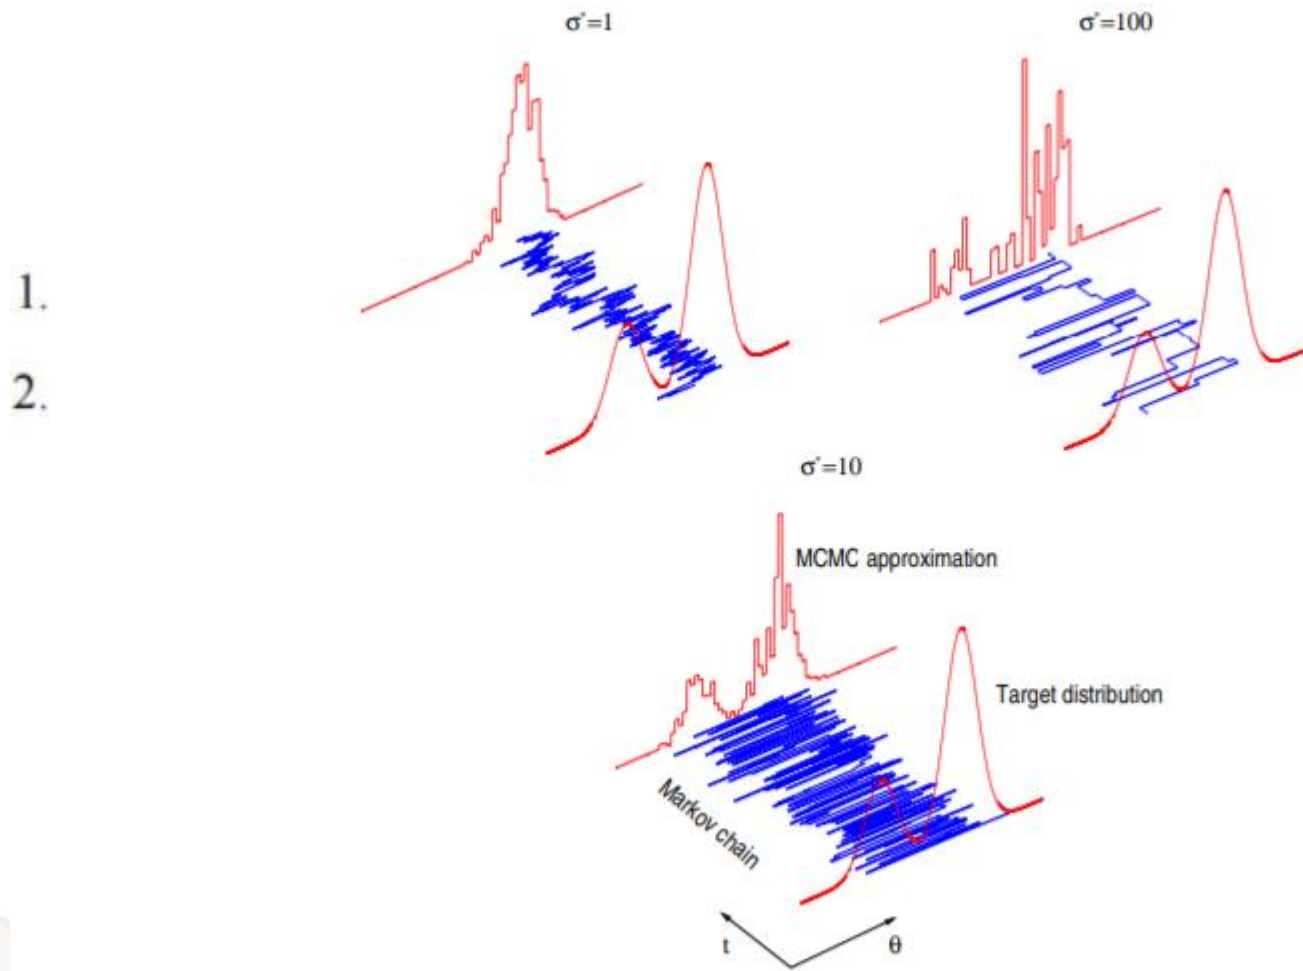 σ*=1
σ*=100
1.
2.
σ*=10
MCMC approximation
Target distribution
Markov chain
t
θ